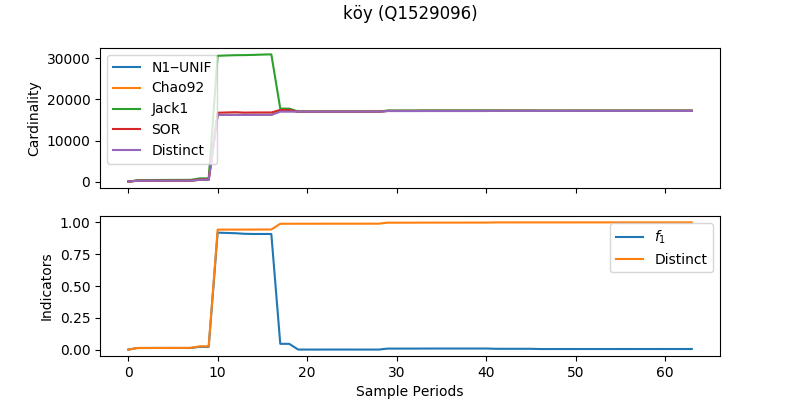 köy (Q1529096)
Cardinality
30000
20000
10000
0
N1−UNIF
Chao92
Jack1
SOR
Distinct
Indicators
1.00
0.75
0.50
0.25
0.00
f₁
Distinct
0 10 20 30 40 50 60
Sample Periods